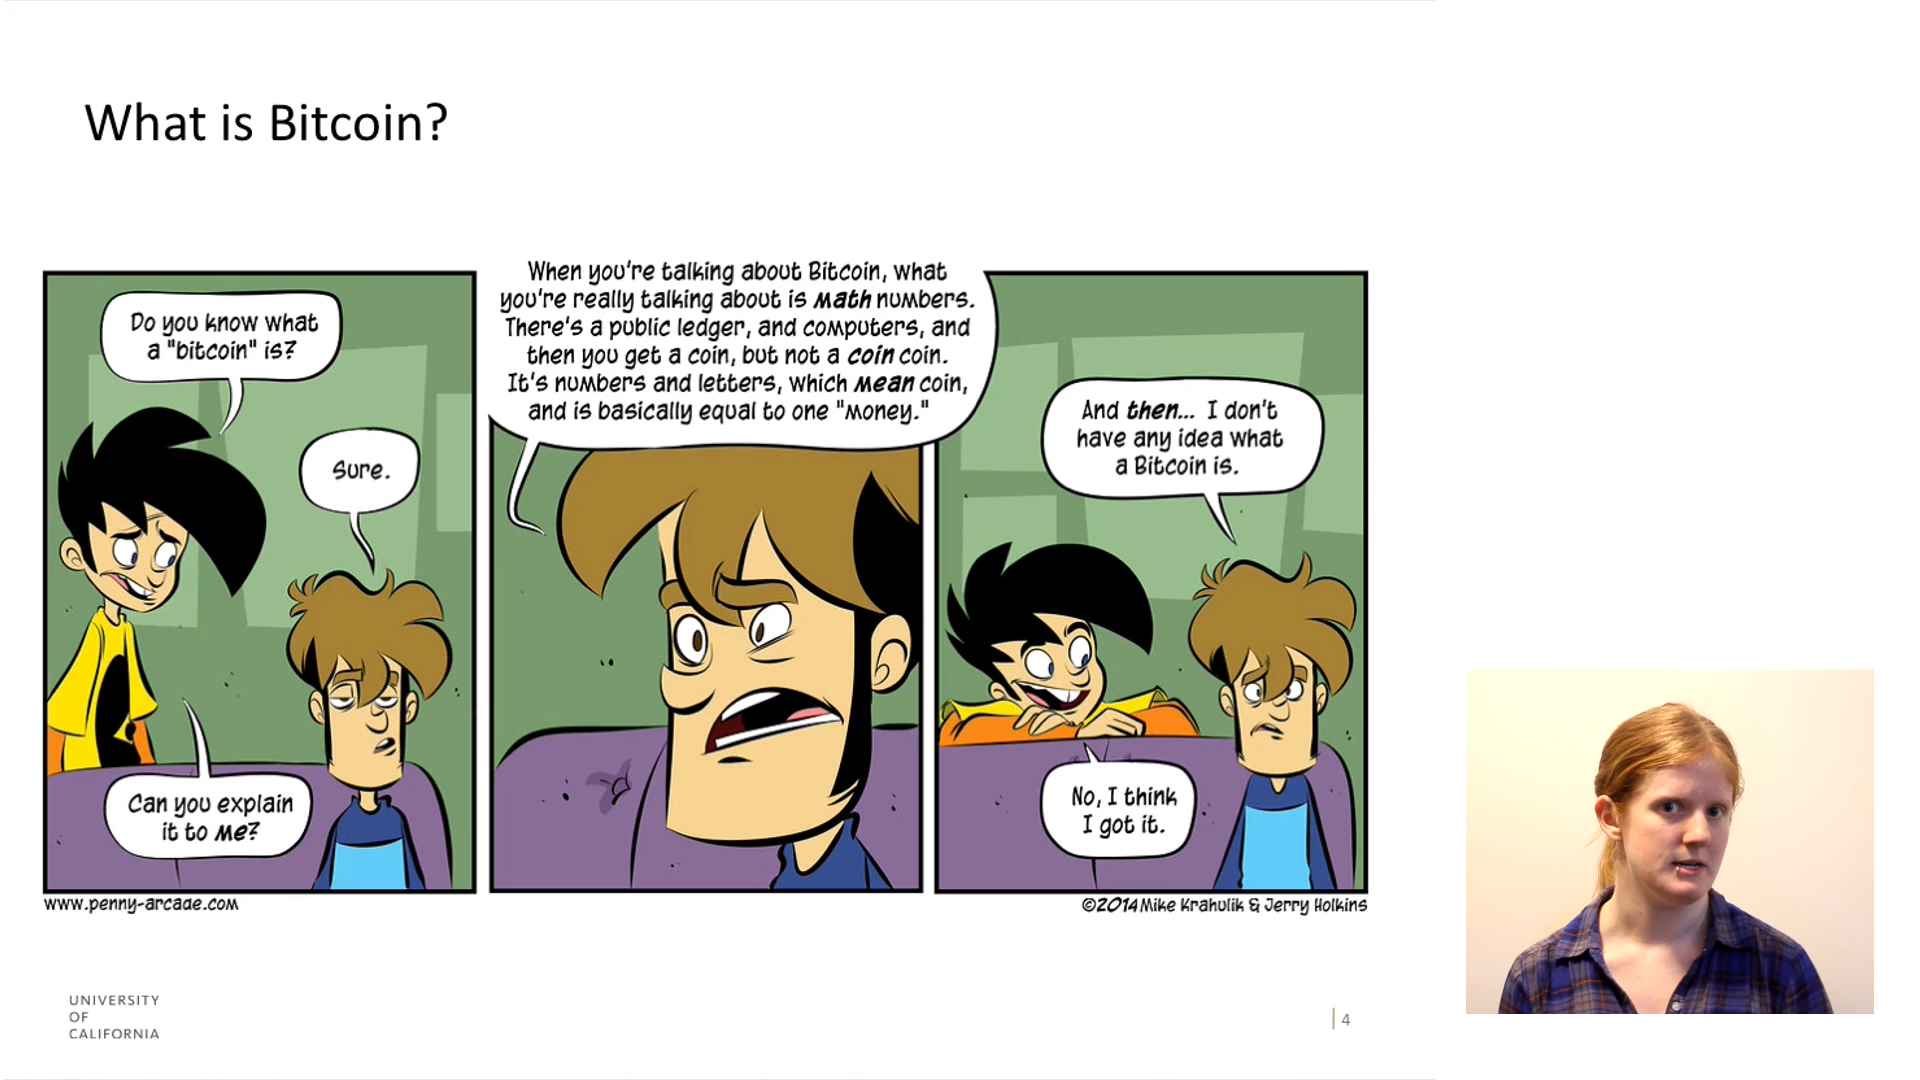 What is Bitcoin?
Do you know what
a "bitcoin" is?
Sure.
Can you explain
it to me?
When you're talking about Bitcoin, what
you're really talking about is math numbers.
There's a public ledger, and computers, and
then you get a coin, but not a coin coin.
It's numbers and letters, which mean coin,
and is basically equal to one "money."
And then... I don't
have any idea what
a Bitcoin is.
No, I think
I got it.
www.penny-arcade.com
©2014 Mike Krahulik & Jerry Holkins
UNIVERSITY
OF
CALIFORNIA
4